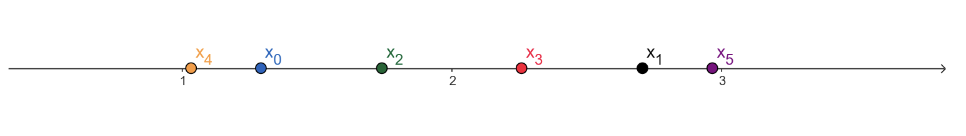 x₄ x₀ x₂ x₃ x₁ x₅
1 2 3